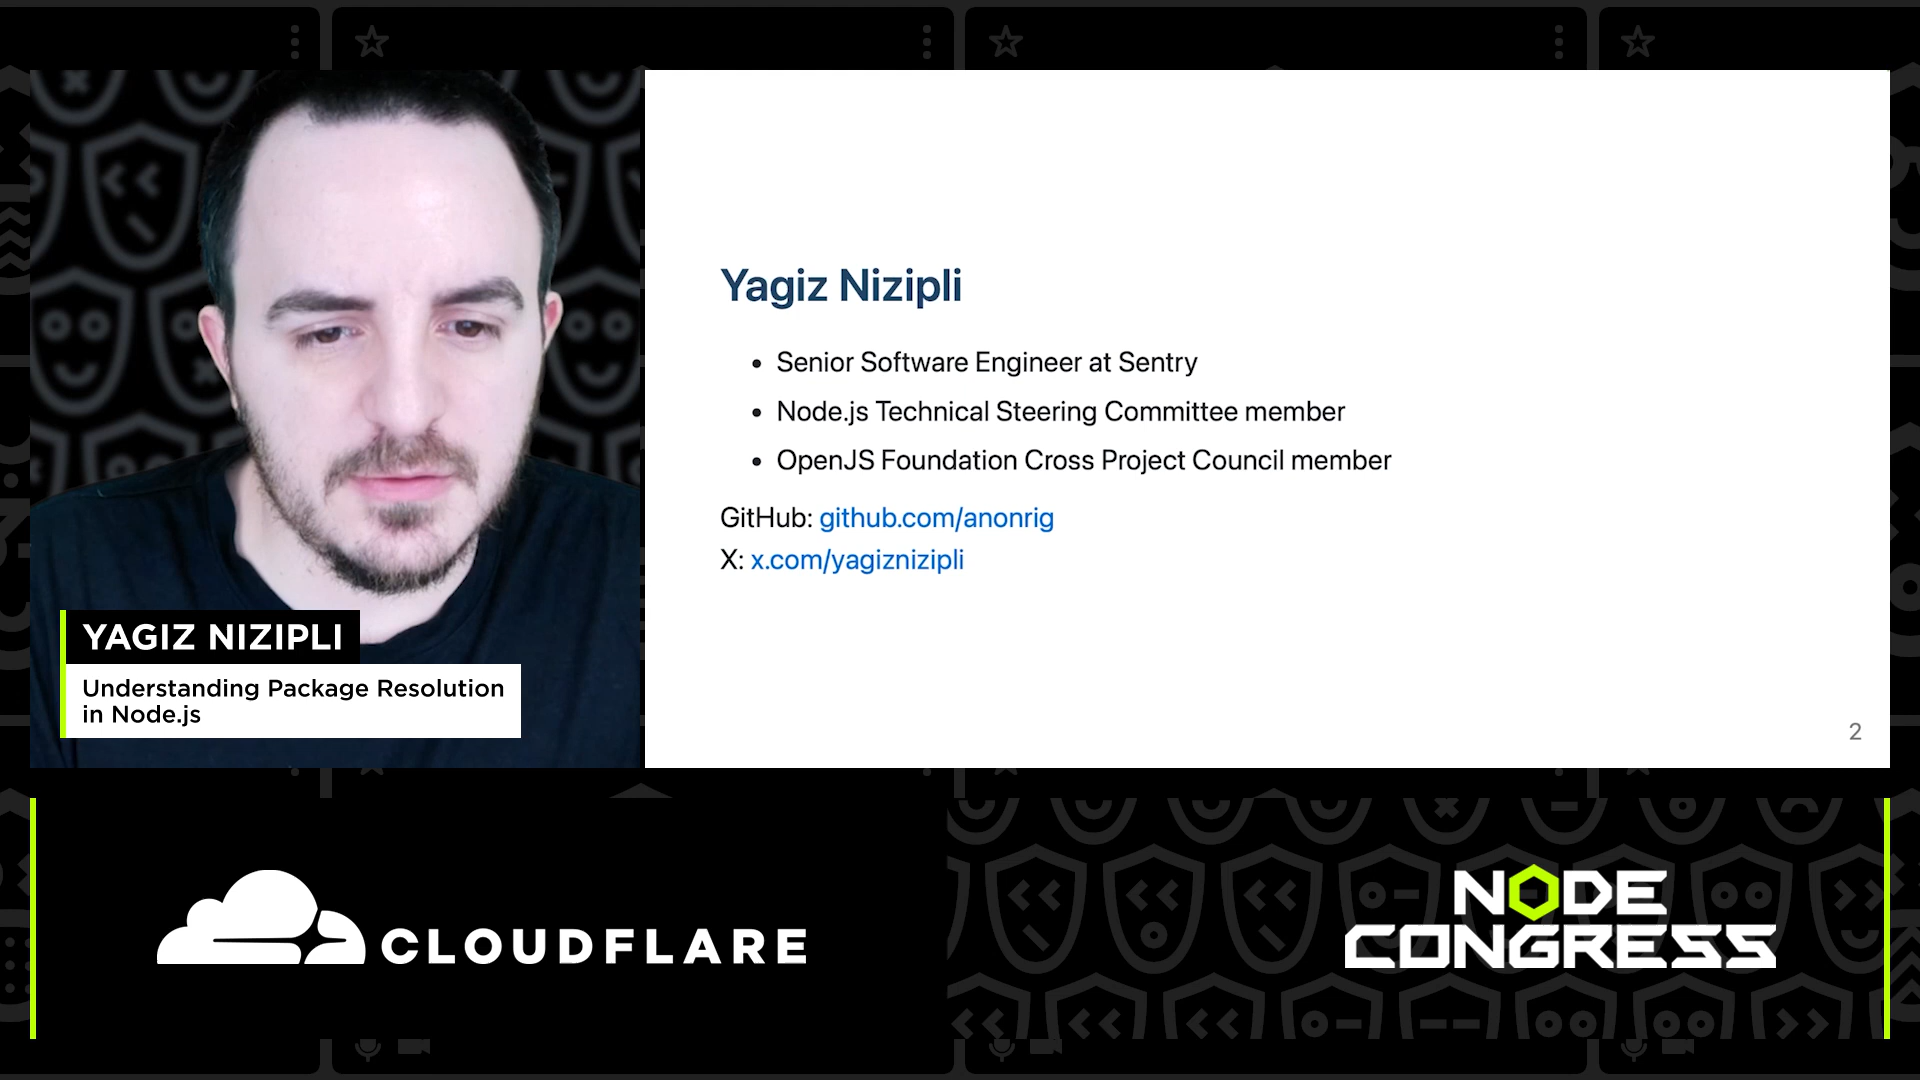 YAGIZ NIZIPLI
Understanding Package Resolution
in Node.js
Yagiz Nizipli
• Senior Software Engineer at Sentry
• Node.js Technical Steering Committee member
• OpenJS Foundation Cross Project Council member
GitHub: github.com/anonrig
X: x.com/yagiznizipli
2
CLOUDFLARE
NODE
CONGRESS